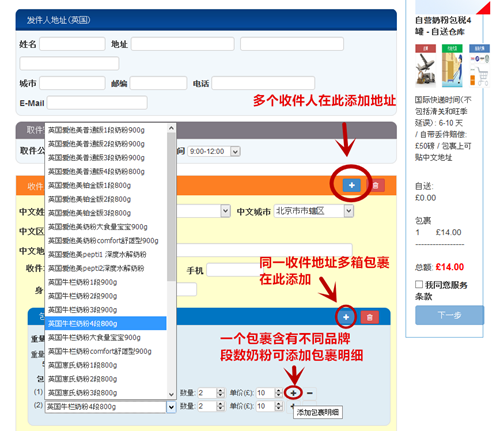 发件人地址(英国)
姓名
地址
城市
邮编
电话
E-Mail
多个收件人在此添加地址
取件
取件公
间
9:00-12:00
英国爱他美普通版1段奶粉900g
英国爱他美普通版2段奶粉900g
英国爱他美普通版3段奶粉900g
英国爱他美普通版4段奶粉800g
英国爱他美铂金版1段800g
英国爱他美铂金版2段800g
英国爱他美铂金版3段800g
英国爱他美奶粉大食量宝宝900g
英国爱他美奶粉comfort舒适型900g
英国爱他美pepti1 深度水解奶粉
英国爱他美pepti2深度水解奶粉
英国牛栏奶粉1段900g
英国牛栏奶粉2段900g
英国牛栏奶粉3段900g
英国牛栏奶粉4段800g
英国牛栏奶粉大食量宝宝900g
英国牛栏奶粉comfort舒适型900g
英国惠氏奶粉1段900g
英国惠氏奶粉2段900g
英国惠氏奶粉3段900g
收件
中文姓
中文城市
北京市市辖区
中文区
中文地
收件
手机
身
同一收件地址多箱包裹
在此添加
包
重量
重量
包
一个包裹含有不同品牌
段数奶粉可添加包裹明细
(1)
数量: 2
单价(£): 10
(2)
英国牛栏奶粉4段800g
数量: 2
单价(£): 10
添加包裹明细
自营奶粉包税4
罐 - 自送仓库
国际快递时间(不
包括清关和旺季
延误): 6-10 天
/ 自带丢件赔偿:
£50磅 / 包裹上可
贴中文地址
自送:
£0.00
包裹
1 £14.00
----------------
总额: £14.00
我同意服务
条款
下一步